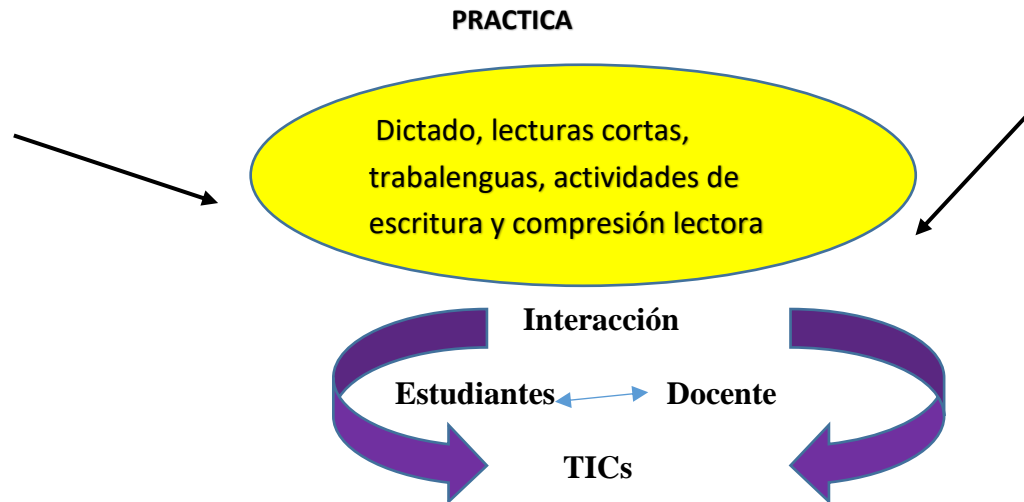 PRACTICA
Dictado, lecturas cortas,
trabalenguas, actividades de
escritura y compresión lectora
Interacción
Estudiantes Docente
TICs